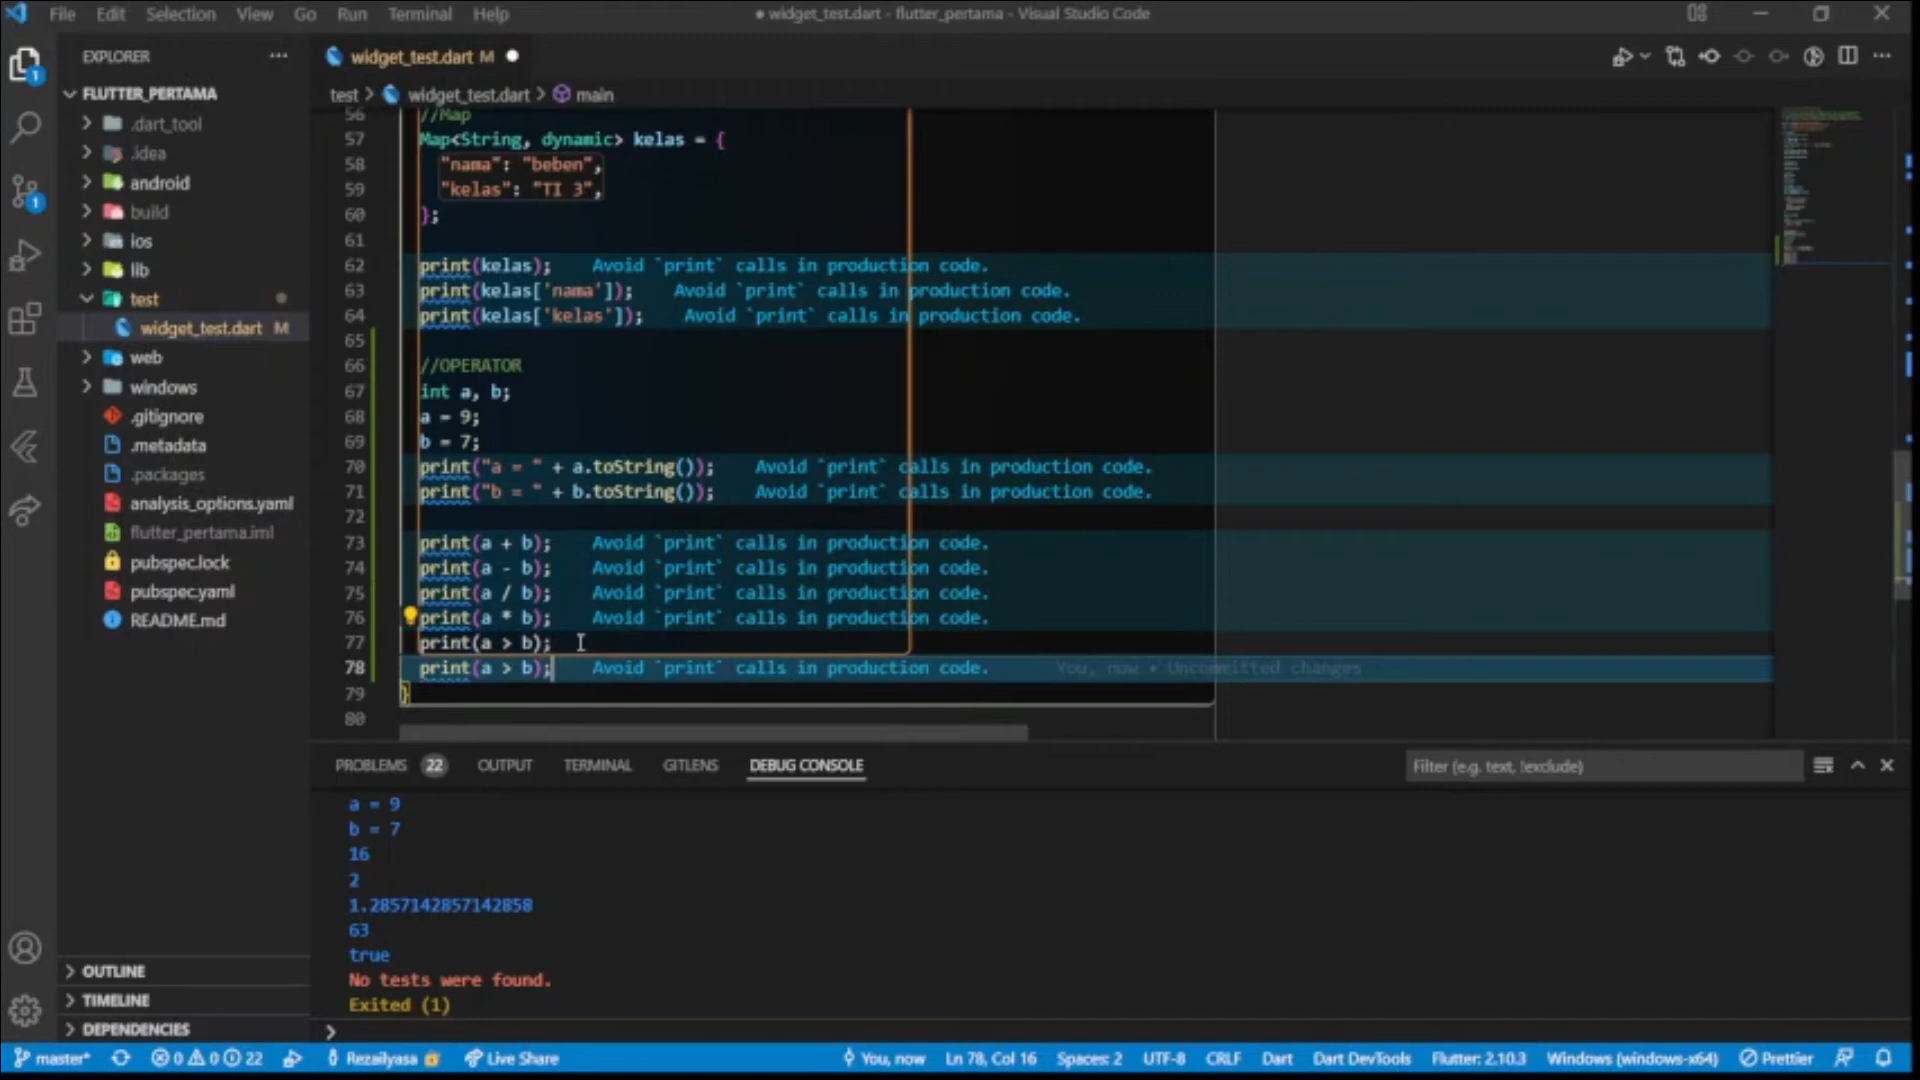 File Edit Selection View Go Run Terminal Help
● widget_test.dart - flutter_pertama - Visual Studio Code
EXPLORER
FLUTTER_PERTAMA
.dart_tool
.idea
android
build
ios
lib
test
widget_test.dart M
web
windows
.gitignore
.metadata
.packages
analysis_options.yaml
flutter_pertama.iml
pubspec.lock
pubspec.yaml
README.md
OUTLINE
TIMELINE
DEPENDENCIES
1
1
widget_test.dart M
test > widget_test.dart > main
56 //Map
57 Map<String, dynamic> kelas = {
58 "nama": "beben",
59 "kelas": "TI 3",
60 };
61
62 print(kelas); Avoid `print` calls in production code.
63 print(kelas['nama']); Avoid `print` calls in production code.
64 print(kelas['kelas']); Avoid `print` calls in production code.
65
66 //OPERATOR
67 int a, b;
68 a = 9;
69 b = 7;
70 print("a = " + a.toString()); Avoid `print` calls in production code.
71 print("b = " + b.toString()); Avoid `print` calls in production code.
72
73 print(a + b); Avoid `print` calls in production code.
74 print(a - b); Avoid `print` calls in production code.
75 print(a / b); Avoid `print` calls in production code.
76 print(a * b); Avoid `print` calls in production code.
77 print(a > b);
78 print(a > b); Avoid `print` calls in production code. You, now • Uncommitted changes
79 }
80
PROBLEMS 22 OUTPUT TERMINAL GITLENS DEBUG CONSOLE
Filter (e.g. text, !exclude)
a = 9
b = 7
16
2
1.2857142857142858
63
true
No tests were found.
Exited (1)
>
master* 0 0 22 Rezailyasa Live Share You, now Ln 78, Col 16 Spaces: 2 UTF-8 CRLF Dart Dart DevTools Flutter: 2.10.3 Windows (windows-x64) Prettier